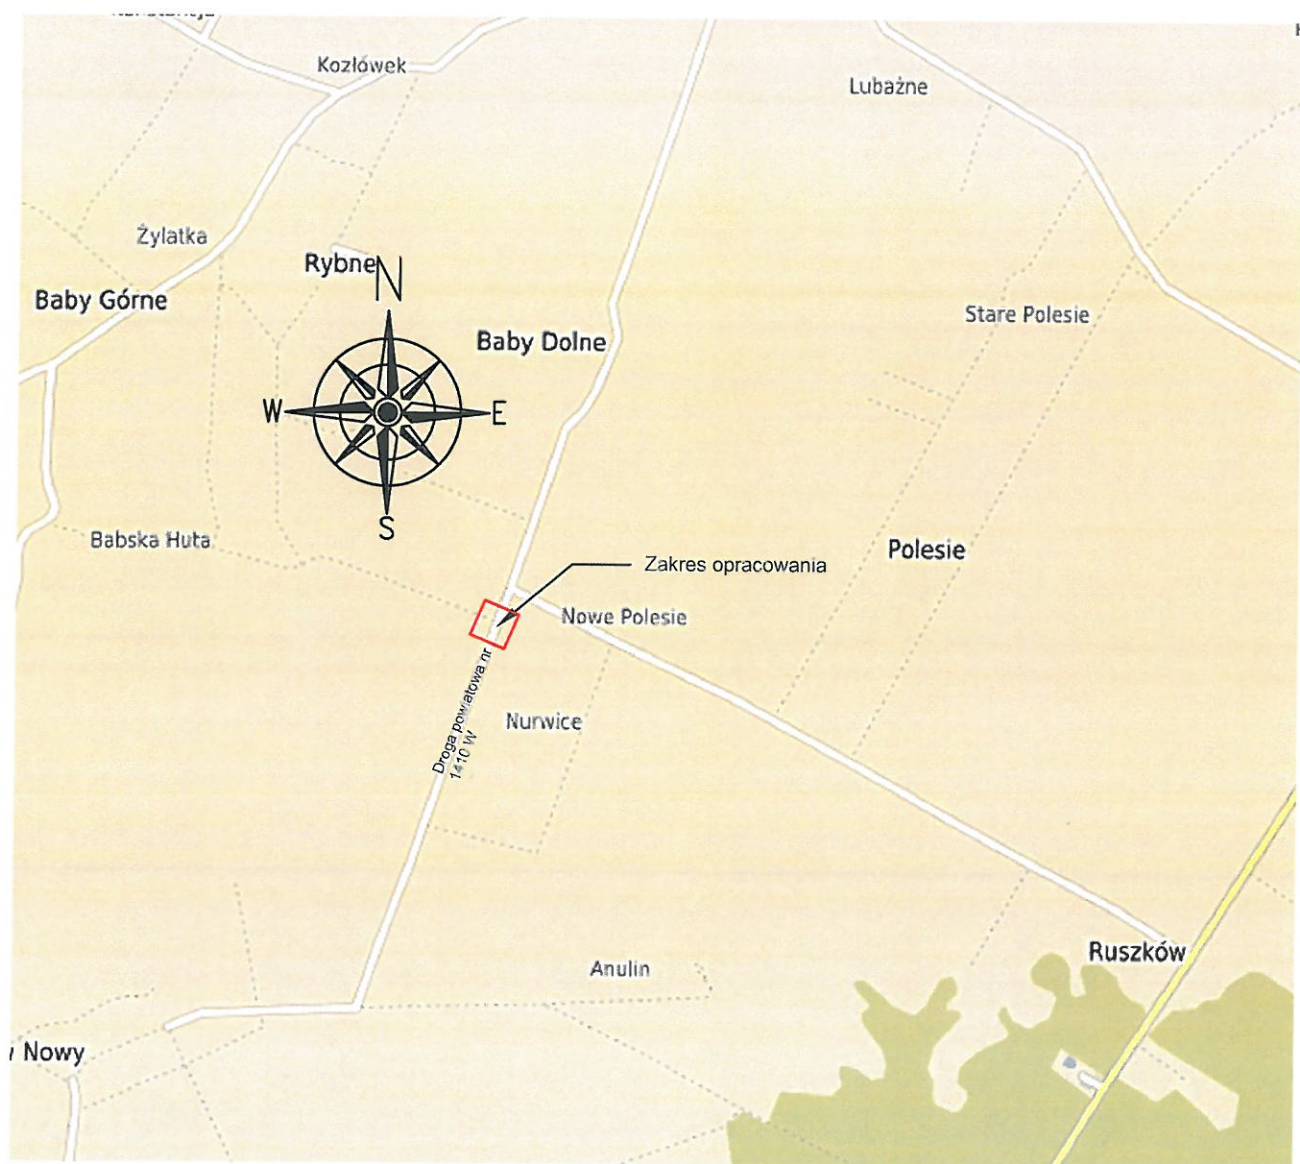 Kozłówek
Lubaźne
Żylatka
Rybne
N
Baby Górne
Stare Polesie
Baby Dolne
W
E
S
Babska Huta
Polesie
Zakres opracowania
Nowe Polesie
Droga powiatowa nr
1410 W
Nurwice
Ruszków
Anulin
Nowy